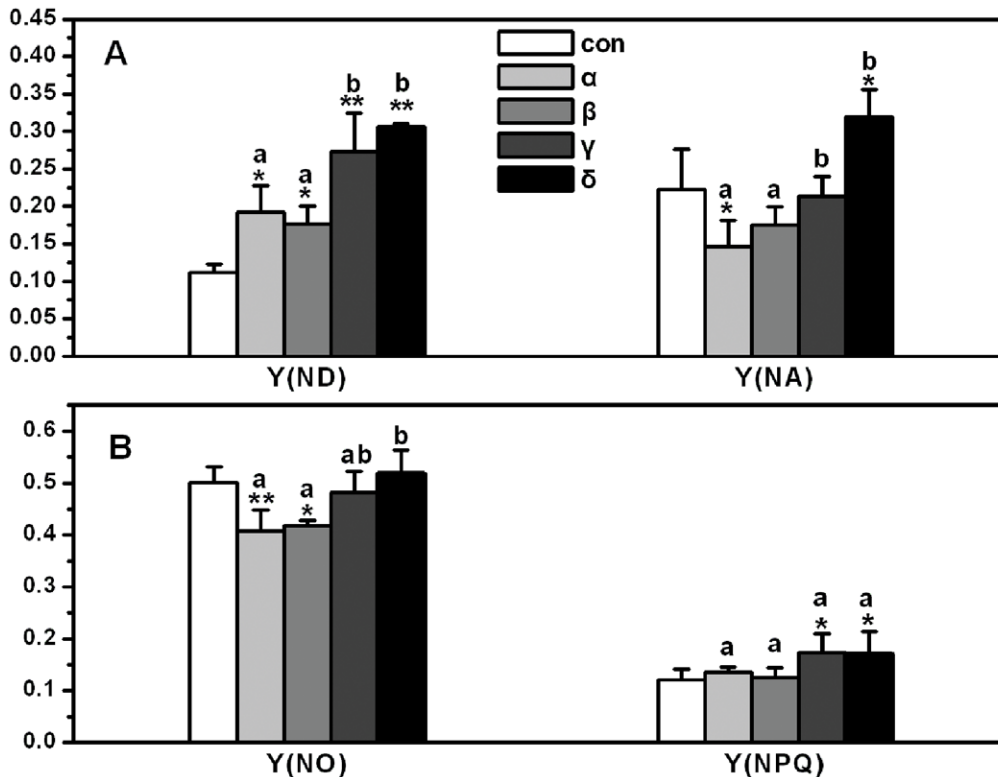 0.45
0.40
0.35
0.30
0.25
0.20
0.15
0.10
0.05
0.00
A
con
α
β
γ
δ
a
*
a
*
b
**
b
**
a
*
a
b
b
*
Y(ND)
Y(NA)
0.6
0.5
0.4
0.3
0.2
0.1
0.0
B
a
**
a
*
ab
b
a
a
a
*
a
*
Y(NO)
Y(NPQ)